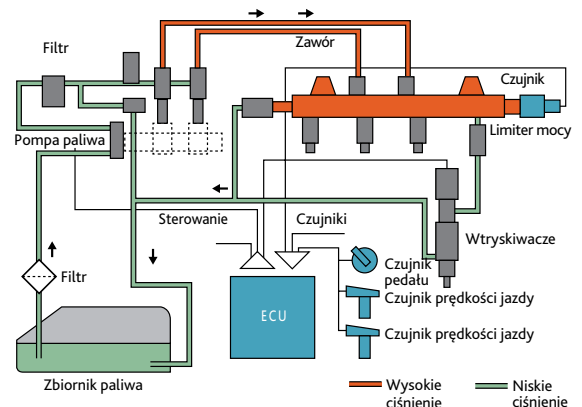 Filtr
Zawór
Czujnik
Limiter mocy
Pompa paliwa
Sterowanie
Czujniki
Wtryskiwacze
Czujnik
pedału
Filtr
Czujnik prędkości jazdy
ECU
Czujnik prędkości jazdy
Zbiornik paliwa
Wysokie
ciśnienie
Niskie
ciśnienie